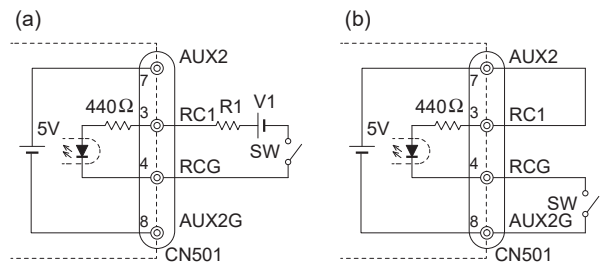 (a)
AUX2
7
440Ω
3
RC1
R1
V1
5V
SW
4
RCG
8
AUX2G
CN501
(b)
AUX2
7
440Ω
3
RC1
5V
4
RCG
SW
8
AUX2G
CN501